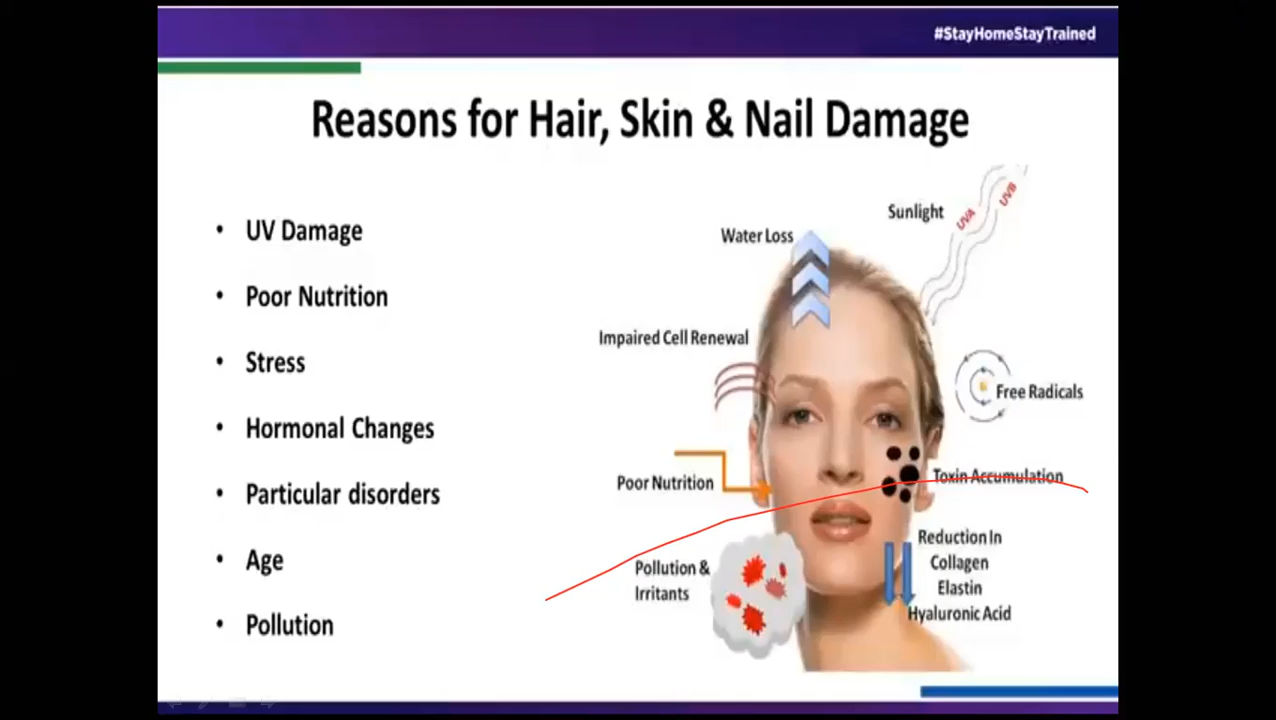 #StayHomeStayTrained
Reasons for Hair, Skin & Nail Damage
• UV Damage
• Poor Nutrition
• Stress
• Hormonal Changes
• Particular disorders
• Age
• Pollution
Sunlight
UVA
UVB
Water Loss
Impaired Cell Renewal
Free Radicals
Poor Nutrition
Toxin Accumulation
Pollution &
Irritants
Reduction In
Collagen
Elastin
Hyaluronic Acid